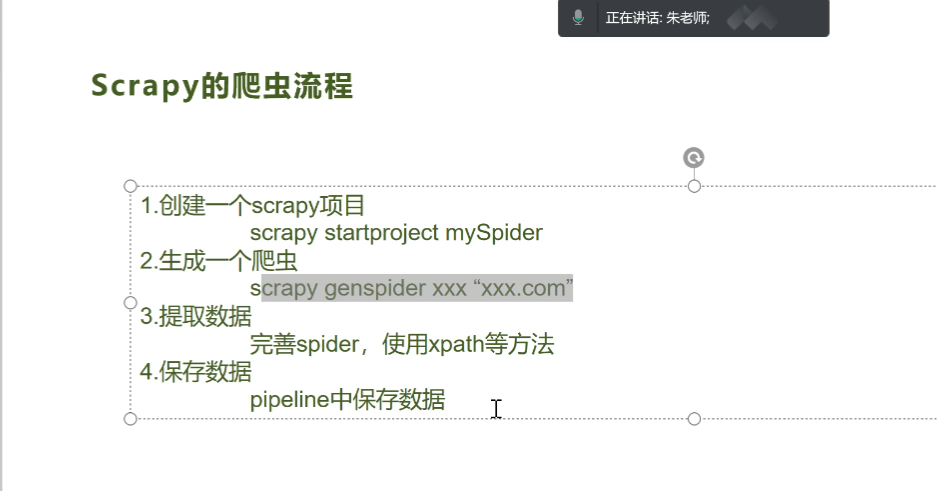 正在讲话: 朱老师;
Scrapy的爬虫流程
1.创建一个scrapy项目
scrapy startproject mySpider
2.生成一个爬虫
scrapy genspider xxx “xxx.com”
3.提取数据
完善spider，使用xpath等方法
4.保存数据
pipeline中保存数据